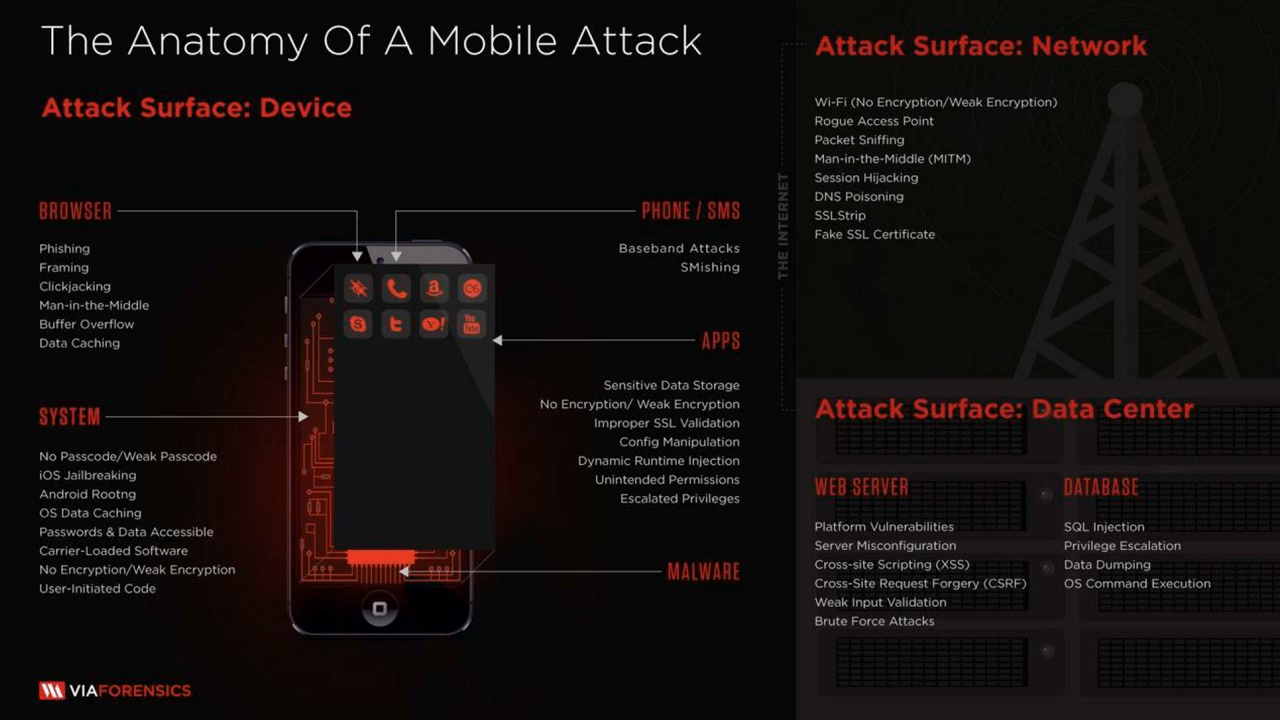 The Anatomy Of A Mobile Attack
Attack Surface: Device
BROWSER
Phishing
Framing
Clickjacking
Man-in-the-Middle
Buffer Overflow
Data Caching
SYSTEM
No Passcode/Weak Passcode
iOS Jailbreaking
Android Rootng
OS Data Caching
Passwords & Data Accessible
Carrier-Loaded Software
No Encryption/Weak Encryption
User-Initiated Code
PHONE / SMS
Baseband Attacks
SMishing
APPS
Sensitive Data Storage
No Encryption/ Weak Encryption
Improper SSL Validation
Config Manipulation
Dynamic Runtime Injection
Unintended Permissions
Escalated Privileges
MALWARE
You
Tube
Y!
VIAFORENSICS
THE INTERNET
Attack Surface: Network
Wi-Fi (No Encryption/Weak Encryption)
Rogue Access Point
Packet Sniffing
Man-in-the-Middle (MITM)
Session Hijacking
DNS Poisoning
SSLStrip
Fake SSL Certificate
Attack Surface: Data Center
WEB SERVER
Platform Vulnerabilities
Server Misconfiguration
Cross-site Scripting (XSS)
Cross-Site Request Forgery (CSRF)
Weak Input Validation
Brute Force Attacks
DATABASE
SQL Injection
Privilege Escalation
Data Dumping
OS Command Execution